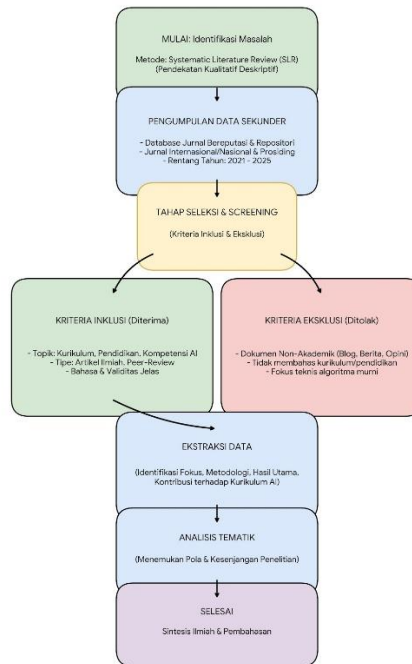 MULAI: Identifikasi Masalah
Metode: Systematic Literature Review (SLR)
(Pendekatan Kualitatif Deskriptif)
PENGUMPULAN DATA SEKUNDER
- Database Jurnal Bereputasi & Repositori
- Jurnal Internasional/Nasional & Prosiding
- Rentang Tahun: 2021 - 2025
TAHAP SELEKSI & SCREENING
(Kriteria Inklusi & Eksklusi)
KRITERIA INKLUSI (Diterima)
- Topik: Kurikulum, Pendidikan, Kompetensi AI
- Tipe: Artikel Ilmiah, Peer-Review
- Bahasa & Validitas Jelas
KRITERIA EKSKLUSI (Ditolak)
- Dokumen Non-Akademik (Blog, Berita, Opini)
- Tidak membahas kurikulum/pendidikan
- Fokus teknis algoritma murni
EKSTRAKSI DATA
(Identifikasi Fokus, Metodologi, Hasil Utama,
Kontribusi terhadap Kurikulum AI)
ANALISIS TEMATIK
(Menemukan Pola & Kesenjangan Penelitian)
SELESAI
Sintesis Ilmiah & Pembahasan